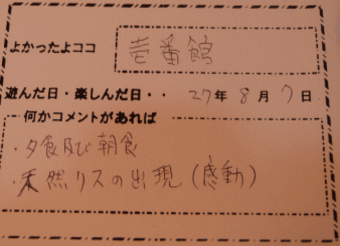 よかったよココ 壱番館
遊んだ日・楽しんだ日・・ 27年 8月 7日
何かコメントがあれば
・夕食及び朝食
・天然リスの出現（感動）